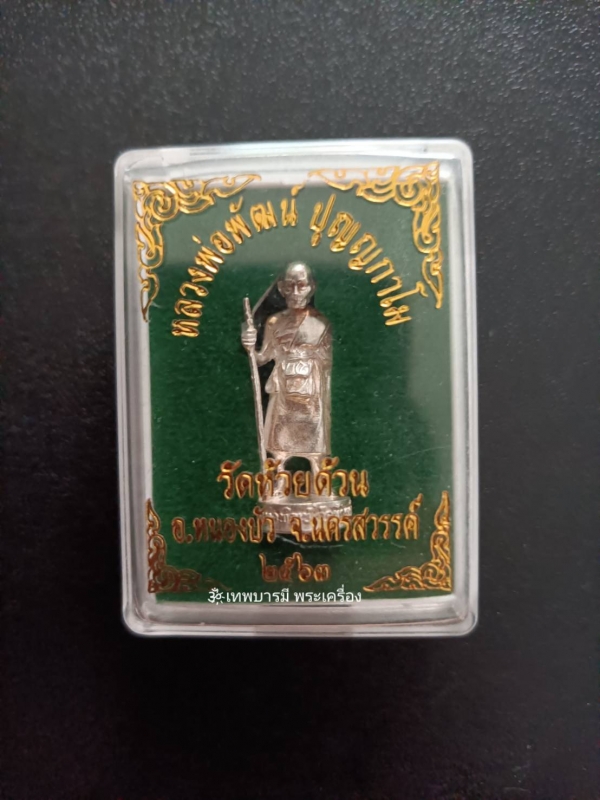 หลวงพ่อพัฒน์ ปุญญกาโม
วัดห้วยด้วน
อ.หนองบัว จ.นครสวรรค์
๒๕๖๓
เทพบารมี พระเครื่อง